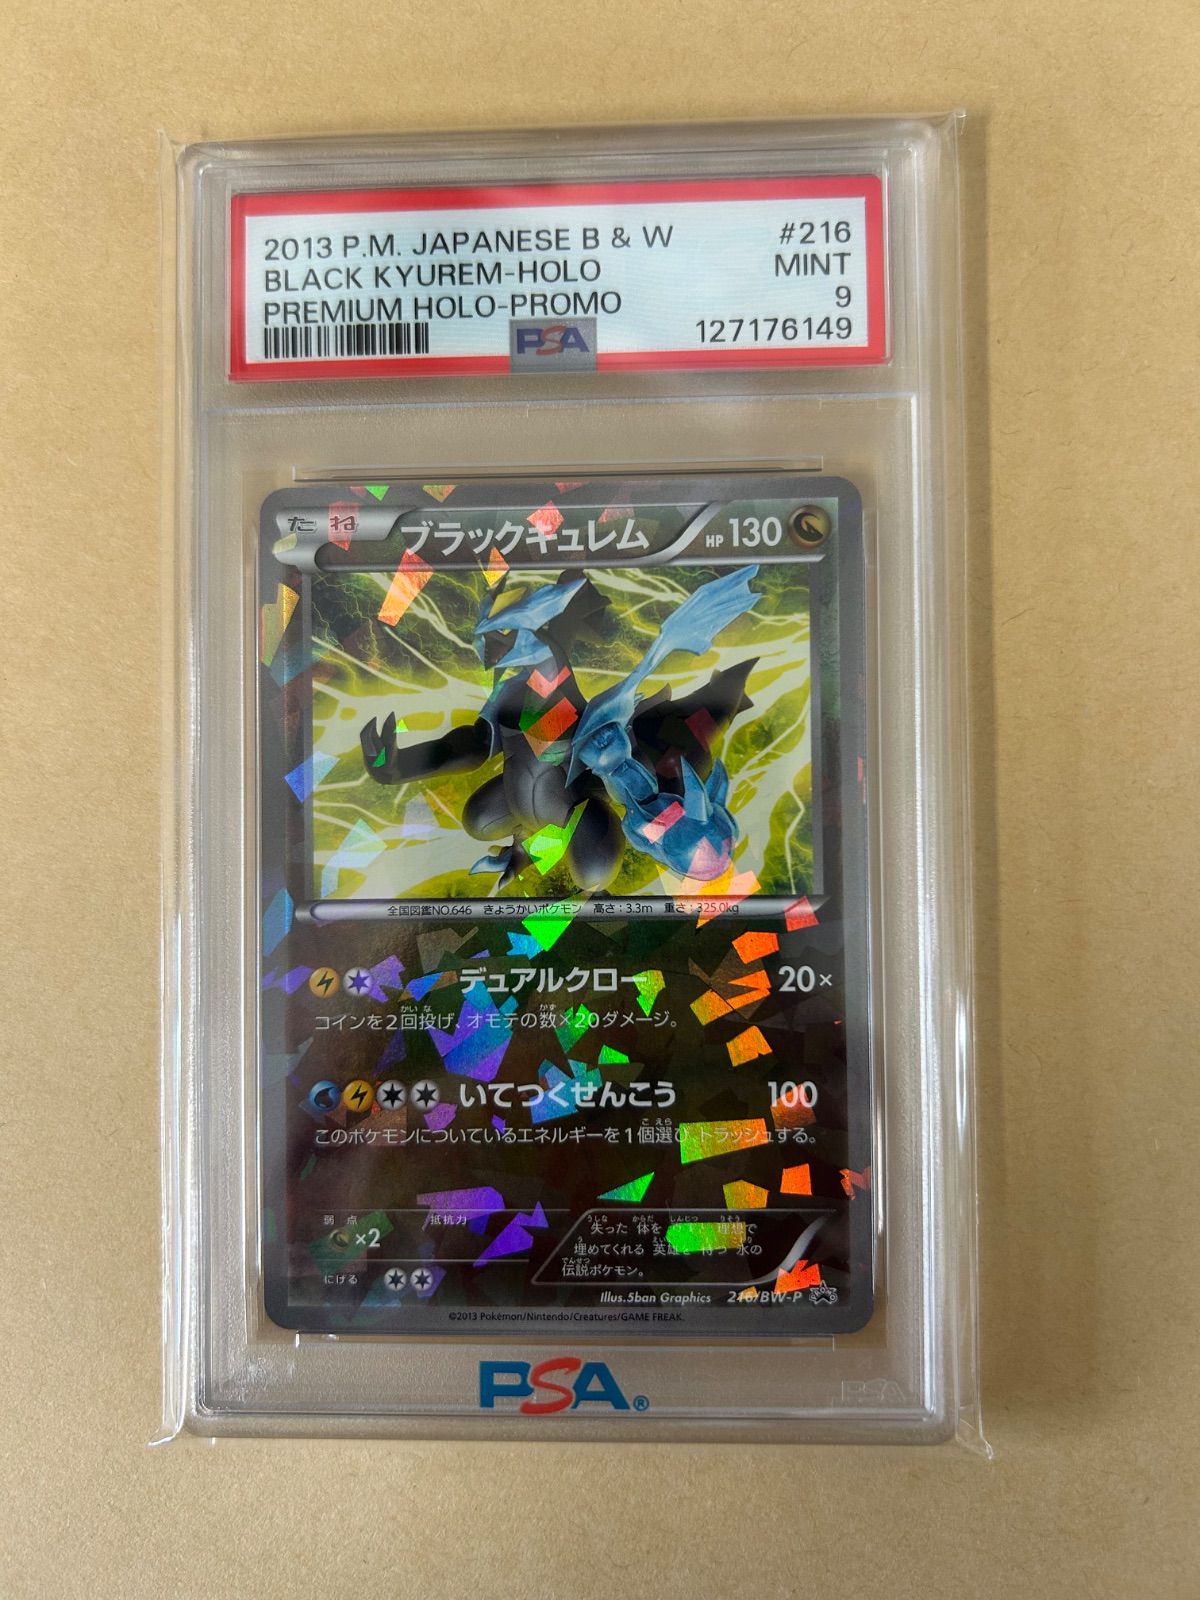 2013 P.M. JAPANESE B & W #216
BLACK KYUREM-HOLO MINT
PREMIUM HOLO-PROMO 9
PSA 127176149
たね ブラックキュレム HP 130
全国図鑑NO.646 きょうかいポケモン 高さ:3.3m 重さ:325.0kg
デュアルクロー 20×
コインを2回投げ、オモテの数×20ダメージ。
いてつくせんこう 100
このポケモンについているエネルギーを1個選び、トラッシュする。
弱点 抵抗力
×2
にげる
失った 体を 理想で
埋めてくれる 英雄を 待つ 氷の
伝説ポケモン。
Illus.5ban Graphics 216/BW-P
©2013 Pokémon/Nintendo/Creatures/GAME FREAK.
PSA®
PSA